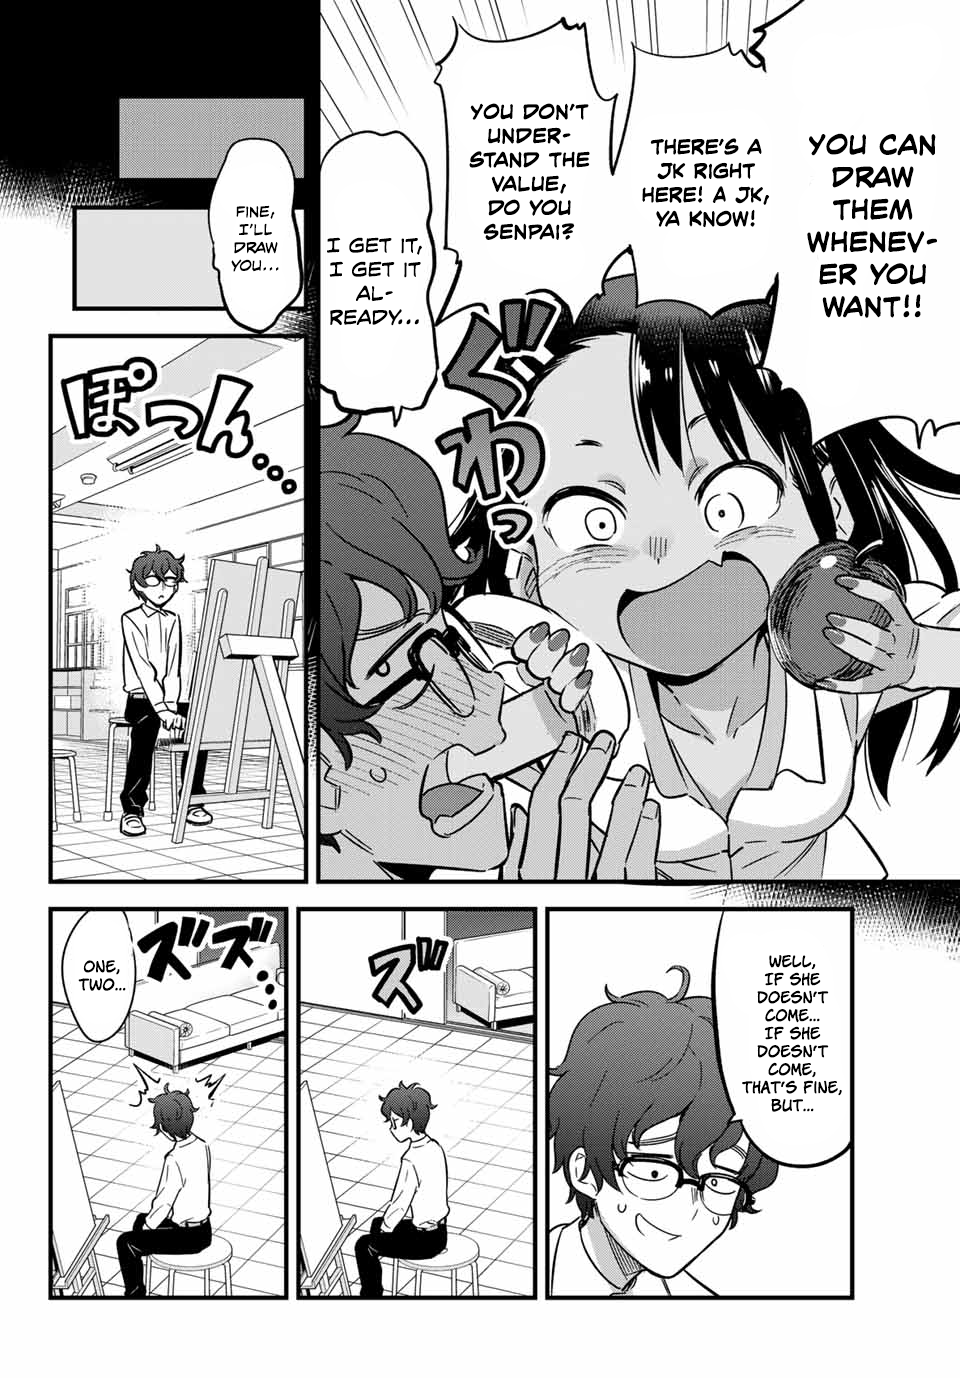 YOU CAN
DRAW
THEM
WHENEV-
ER YOU
WANT!!
THERE'S A
JK RIGHT
HERE! A JK,
YA KNOW!
YOU DON'T
UNDER-
STAND THE
VALUE,
DO YOU
SENPAI?
I GET IT,
I GET IT
AL-
READY...
FINE,
I'LL
DRAW
YOU...
ぐわっ
ぽつん...
WELL,
IF SHE
DOESN'T
COME...
IF SHE
DOESN'T
COME,
THAT'S FINE,
BUT...
ズ
ズズ...
ONE,
TWO...